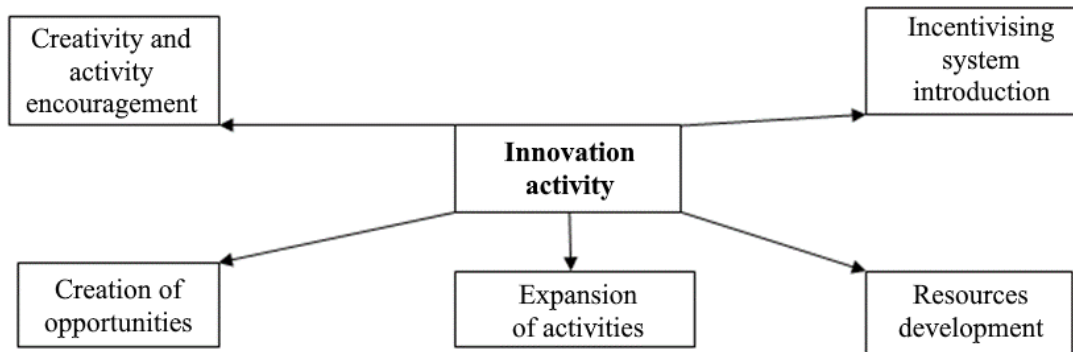 Creativity and
activity
encouragement
Incentivising
system
introduction
Innovation
activity
Creation of
opportunities
Expansion
of activities
Resources
development